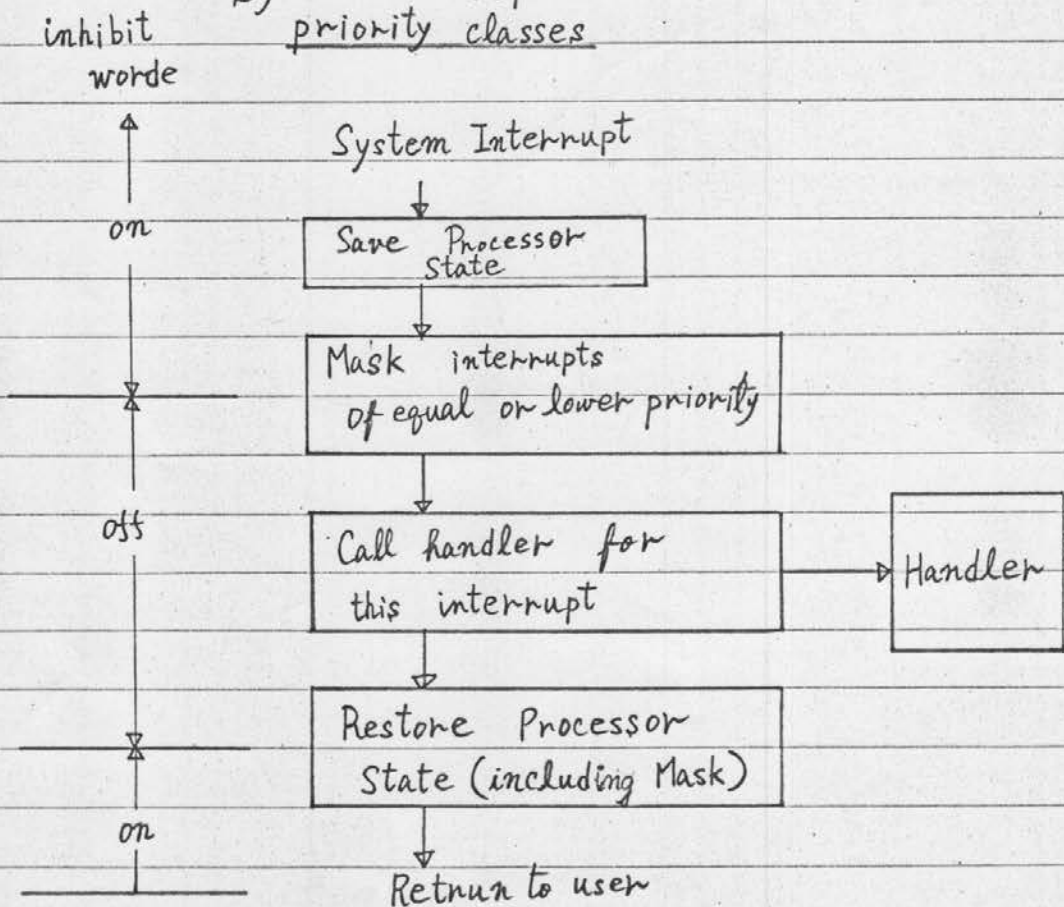 inhibit
worde
priority classes
System Interrupt
on
Save Processor
State
Mask interrupts
of equal or lower priority
off
Call handler for
this interrupt
Handler
Restore Processor
State (including Mask)
on
Retnun to user